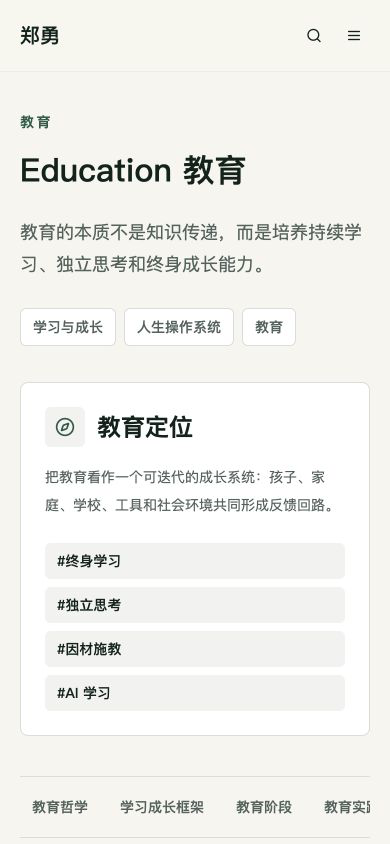 郑勇
教育
Education 教育
教育的本质不是知识传递，而是培养持续学
习、独立思考和终身成长能力。
学习与成长
人生操作系统
教育
教育定位
把教育看作一个可迭代的成长系统：孩子、家
庭、学校、工具和社会环境共同形成反馈回路。
#终身学习
#独立思考
#因材施教
#AI 学习
教育哲学 学习成长框架 教育阶段 教育实